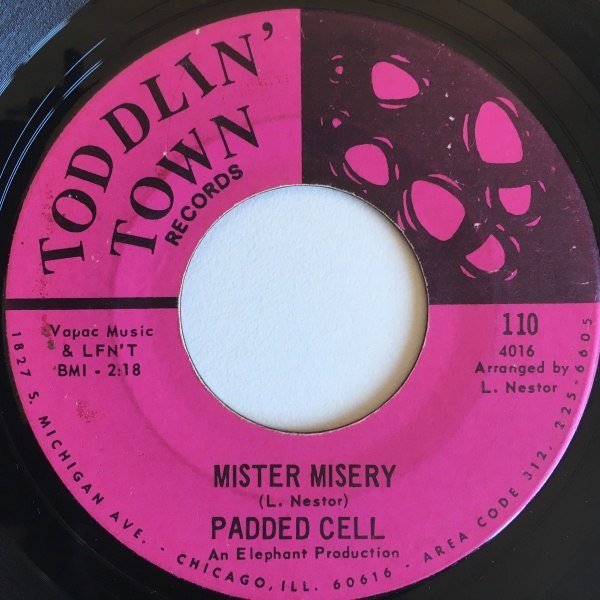 TODDLIN'
TOWN
RECORDS
Vapac Music
& LFN'T
BMI - 2:18
110
4016
Arranged by
L. Nestor
MISTER MISERY
(L. Nestor)
PADDED CELL
An Elephant Production
1827 S. MICHIGAN AVE. - CHICAGO, ILL. 60616 - AREA CODE 312, 225-6605